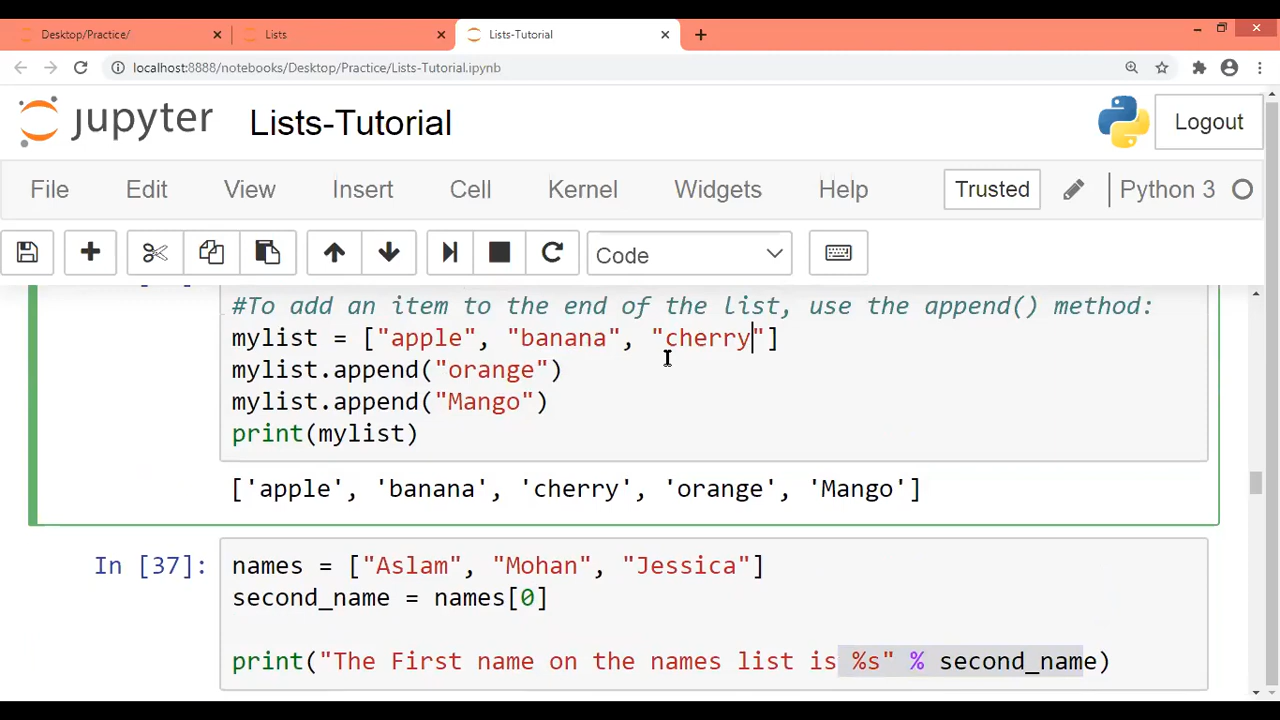 Desktop/Practice/
Lists
Lists-Tutorial
localhost:8888/notebooks/Desktop/Practice/Lists-Tutorial.ipynb
jupyter
Lists-Tutorial
Logout
File Edit View Insert Cell Kernel Widgets Help
Trusted
Python 3
Code
#To add an item to the end of the list, use the append() method:
mylist = ["apple", "banana", "cherry"]
mylist.append("orange")
mylist.append("Mango")
print(mylist)
['apple', 'banana', 'cherry', 'orange', 'Mango']
In [37]:
names = ["Aslam", "Mohan", "Jessica"]
second_name = names[0]
print("The First name on the names list is %s" % second_name)